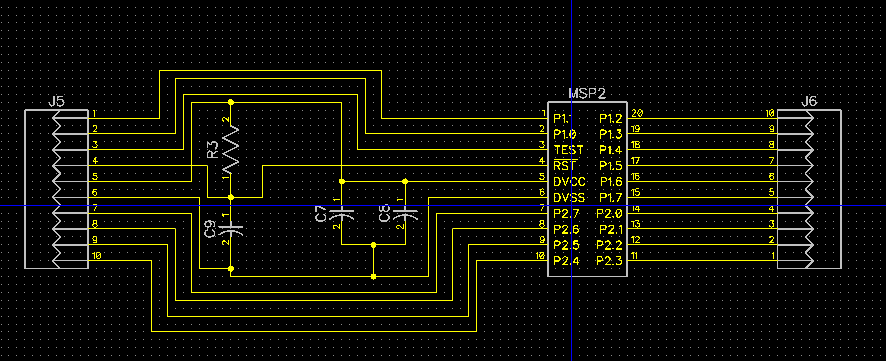 J5
MSP2
J6
1
2
3
4
5
6
7
8
9
10
2
R3
1
1
C9
2
1
C7
2
1
2
1 P1.
2 P1.0
3 TEST
4 RST
5 DVCC
6 DVSS
7 P2.7
8 P2.6
9 P2.5
10 P2.4
P1.2 20
P1.3 19
P1.4 18
P1.5 17
P1.6 16
P1.7 15
P2.0 14
P2.1 13
P2.2 12
P2.3 11
10
9
8
7
6
5
4
3
2
1